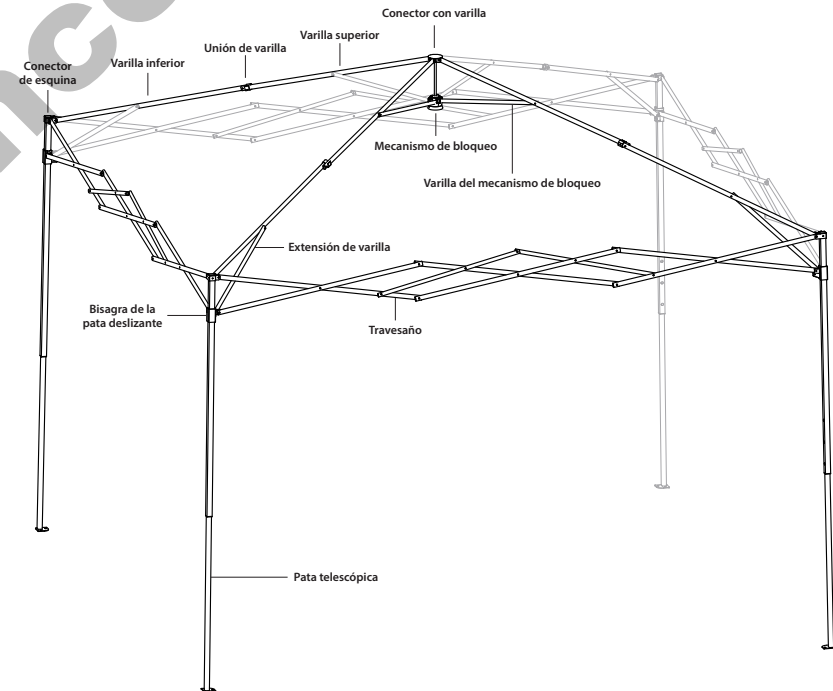 Conector con varilla
Varilla superior
Unión de varilla
Varilla inferior
Conector
de esquina
Mecanismo de bloqueo
Varilla del mecanismo de bloqueo
Extensión de varilla
Bisagra de la
pata deslizante
Travesaño
Pata telescópica